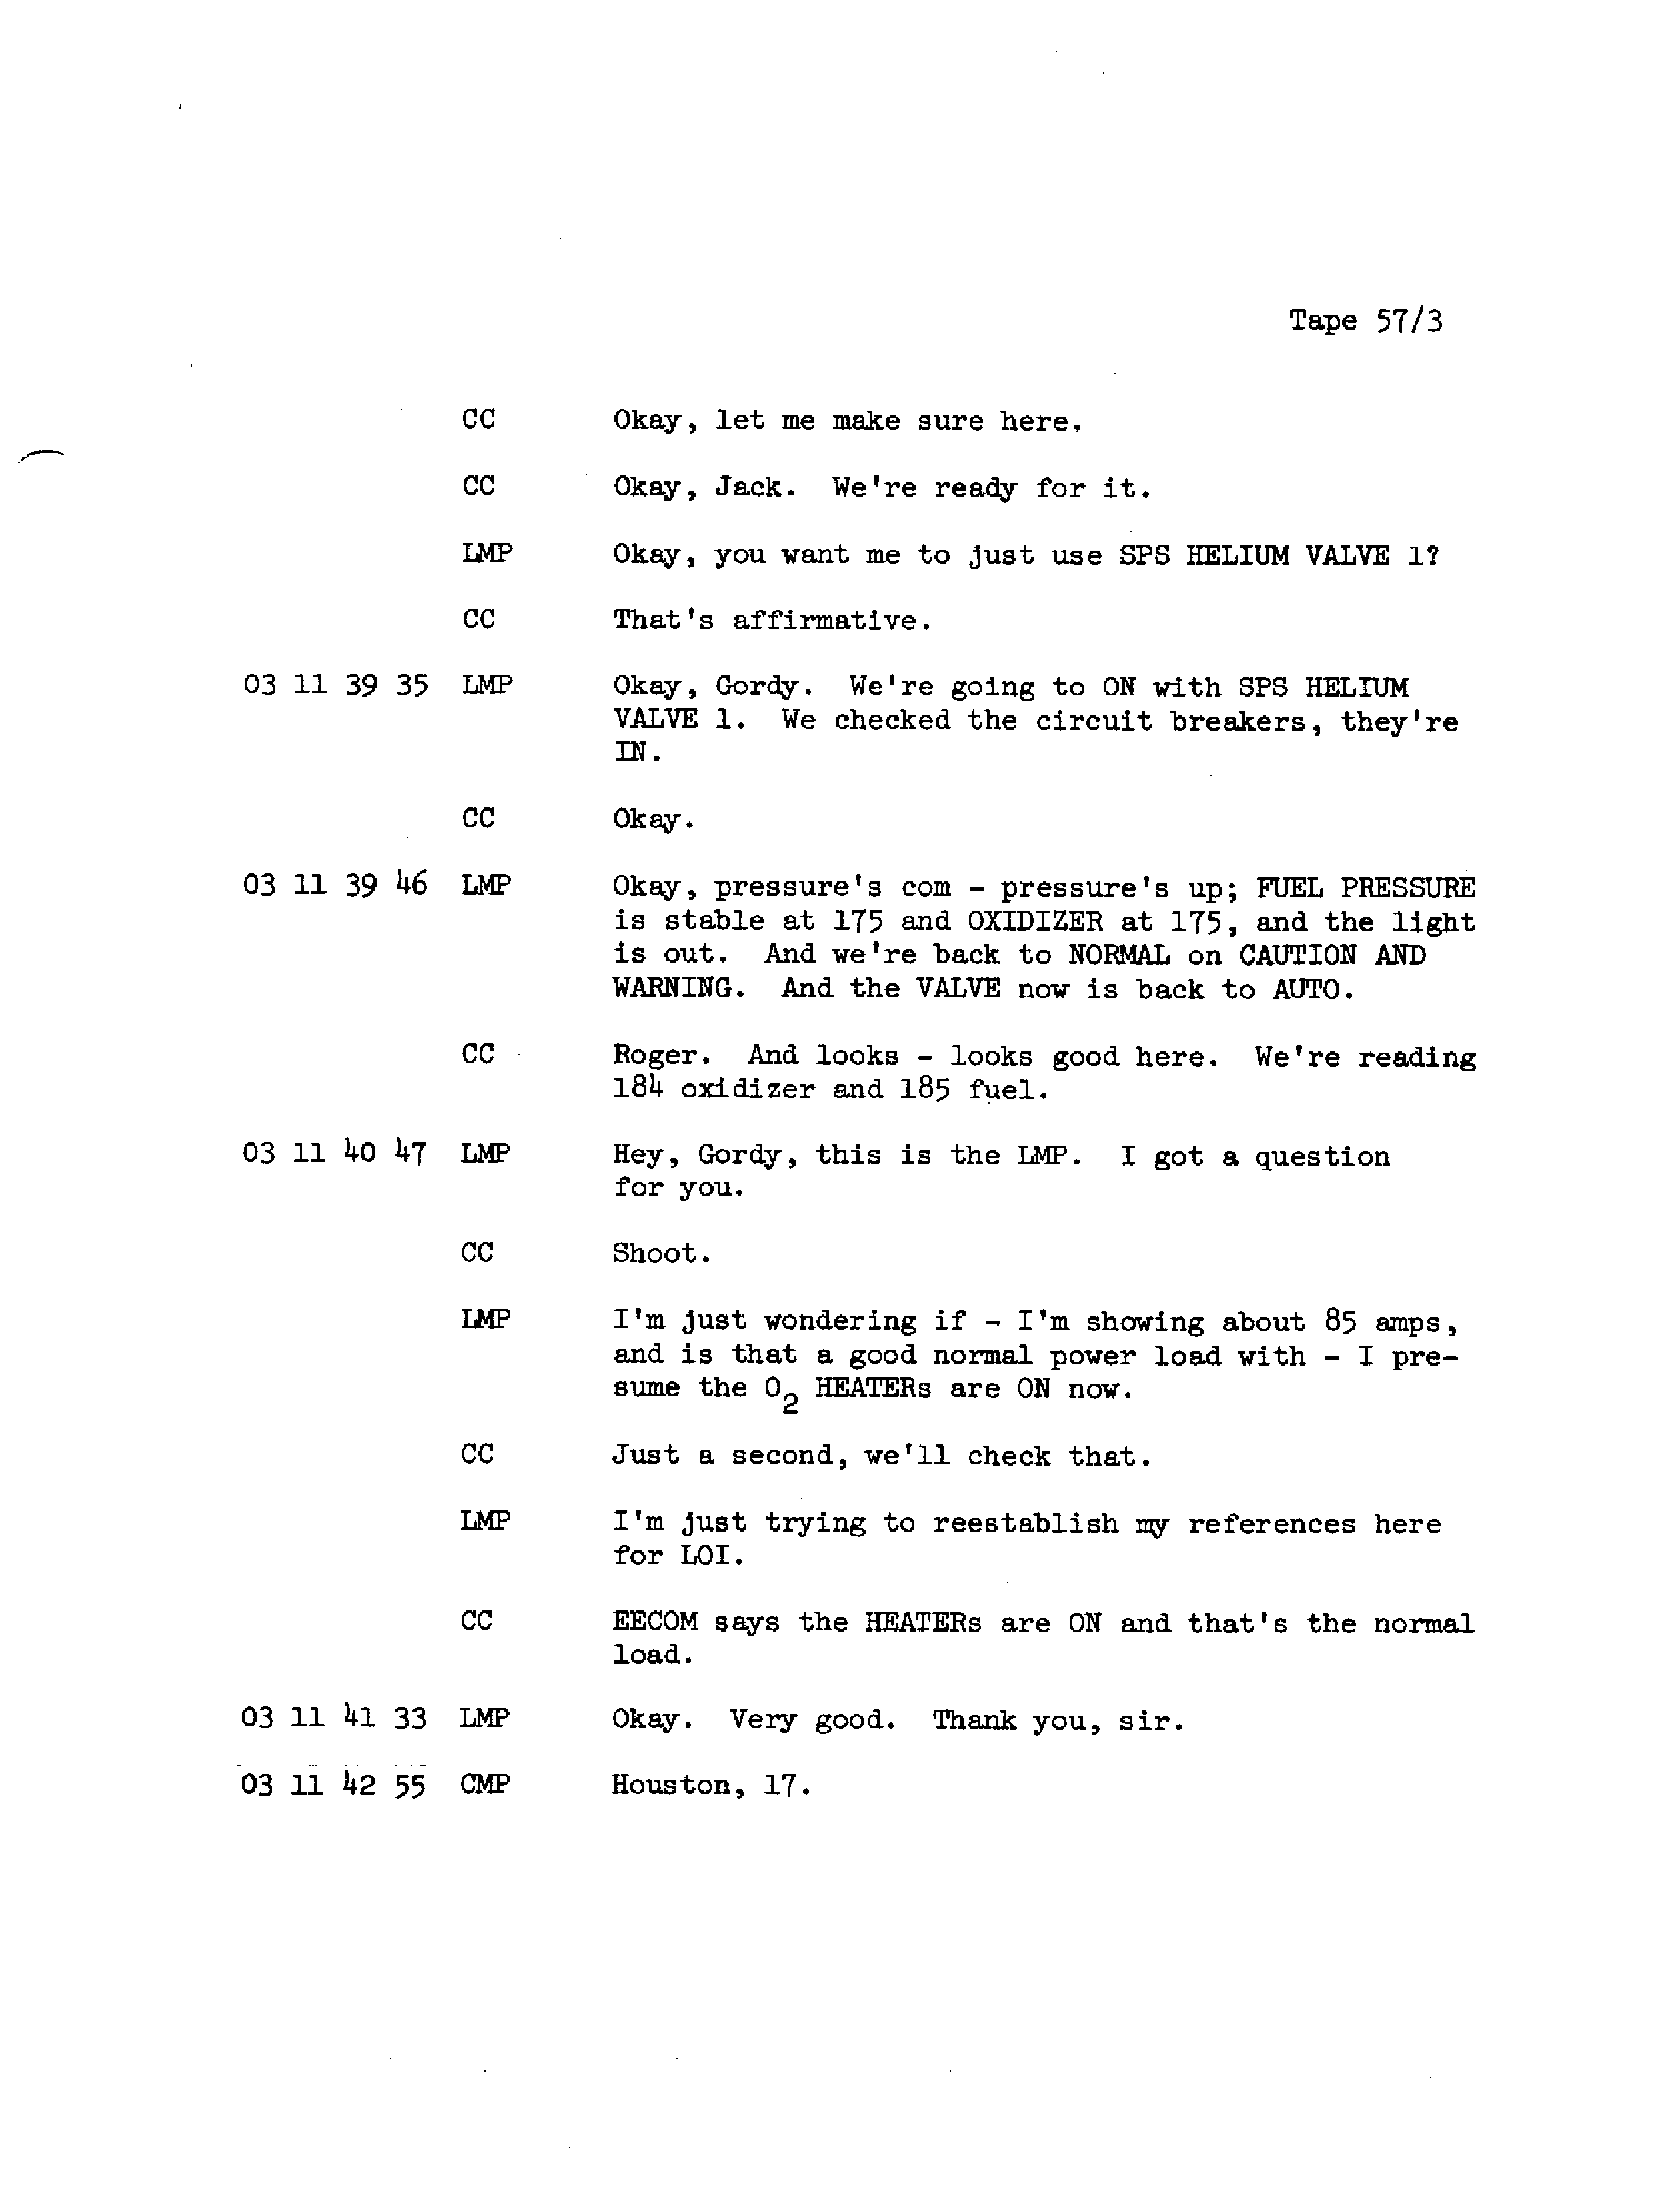 Tape 57/3
CC Okay, let me make sure here.
CC Okay, Jack. We're ready for it.
LMP Okay, you want me to just use SPS HELIUM VALVE 1?
CC That's affirmative.
03 11 39 35 LMP Okay, Gordy. We're going to ON with SPS HELIUM
VALVE 1. We checked the circuit breakers, they're
IN.
CC Okay.
03 11 39 46 LMP Okay, pressure's com - pressure's up; FUEL PRESSURE
is stable at 175 and OXIDIZER at 175, and the light
is out. And we're back to NORMAL on CAUTION AND
WARNING. And the VALVE now is back to AUTO.
CC Roger. And looks - looks good here. We're reading
184 oxidizer and 185 fuel.
03 11 40 47 LMP Hey, Gordy, this is the LMP. I got a question
for you.
CC Shoot.
LMP I'm just wondering if - I'm showing about 85 amps,
and is that a good normal power load with - I pre-
sume the O2 HEATERs are ON now.
CC Just a second, we'll check that.
LMP I'm just trying to reestablish my references here
for LOI.
CC EECOM says the HEATERs are ON and that's the normal
load.
03 11 41 33 LMP Okay. Very good. Thank you, sir.
03 11 42 55 CMP Houston, 17.